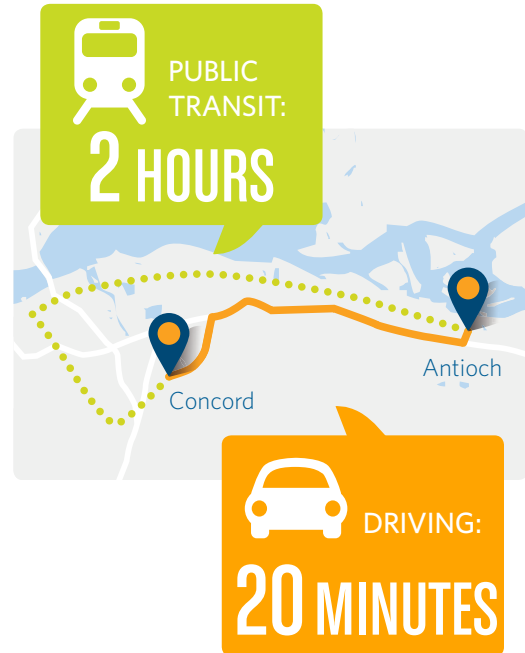 PUBLIC
TRANSIT:
2 HOURS
Antioch
Concord
DRIVING:
20 MINUTES